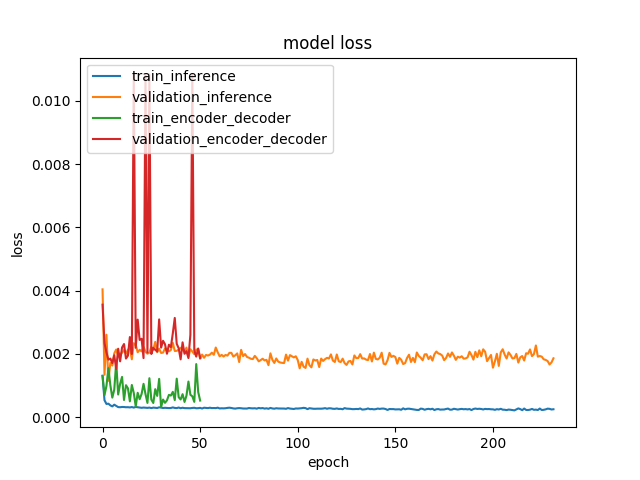 model loss
train_inference
validation_inference
train_encoder_decoder
validation_encoder_decoder
0.010
0.008
0.006
0.004
0.002
0.000
loss
0 50 100 150 200
epoch